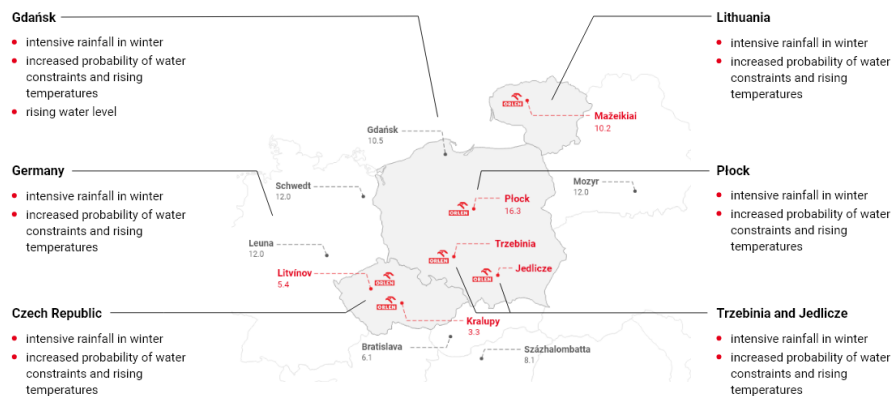 Gdańsk
intensive rainfall in winter
increased probability of water
constraints and rising
temperatures
rising water level
Germany
intensive rainfall in winter
increased probability of water
constraints and rising
temperatures
Czech Republic
intensive rainfall in winter
increased probability of water
constraints and rising
temperatures
Gdańsk
10.5
Schwedt
12.0
Leuna
12.0
Litvínov
5.4
ORLEN
ORLEN
Kralupy
3.3
Bratislava
6.1
Százhalombatta
8.1
ORLEN
Płock
16.3
ORLEN
Trzebinia
ORLEN
Jedlicze
Mozyr
12.0
ORLEN
Mažeikiai
10.2
Lithuania
intensive rainfall in winter
increased probability of water
constraints and rising
temperatures
Płock
intensive rainfall in winter
increased probability of water
constraints and rising
temperatures
Trzebinia and Jedlicze
intensive rainfall in winter
increased probability of water
constraints and rising
temperatures